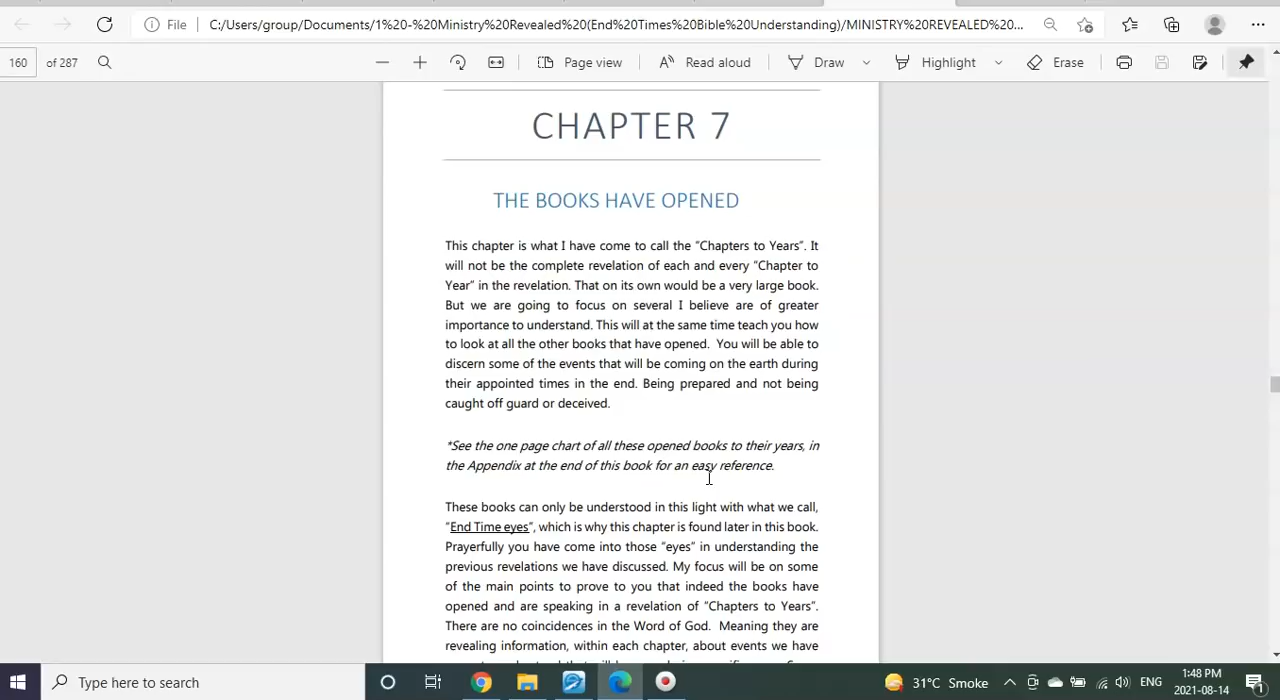 File
C:/Users/group/Documents/1%20-%20Ministry%20Revealed%20(End%20Times%20Bible%20Understanding)/MINISTRY%20REVEALED%20...
160 of 287
Page view
Read aloud
Draw
Highlight
Erase
CHAPTER 7
THE BOOKS HAVE OPENED
This chapter is what I have come to call the “Chapters to Years”. It
will not be the complete revelation of each and every “Chapter to
Year” in the revelation. That on its own would be a very large book.
But we are going to focus on several I believe are of greater
importance to understand. This will at the same time teach you how
to look at all the other books that have opened. You will be able to
discern some of the events that will be coming on the earth during
their appointed times in the end. Being prepared and not being
caught off guard or deceived.
*See the one page chart of all these opened books to their years, in
the Appendix at the end of this book for an easy reference.
These books can only be understood in this light with what we call,
“End Time eyes”, which is why this chapter is found later in this book.
Prayerfully you have come into those “eyes” in understanding the
previous revelations we have discussed. My focus will be on some
of the main points to prove to you that indeed the books have
opened and are speaking in a revelation of “Chapters to Years”.
There are no coincidences in the Word of God. Meaning they are
revealing information, within each chapter, about events we have
Type here to search
31°C Smoke
ENG
1:48 PM
2021-08-14
1